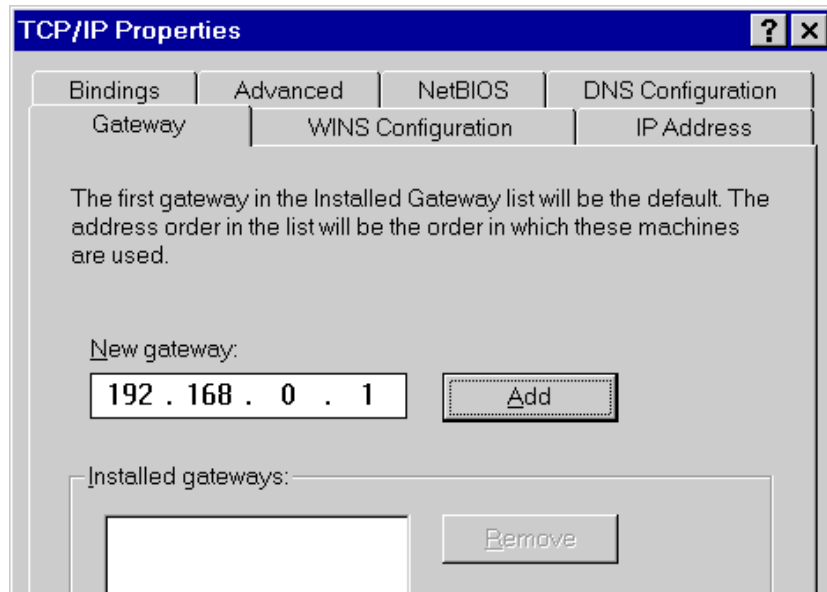 TCP/IP Properties
Bindings Advanced NetBIOS DNS Configuration
Gateway WINS Configuration IP Address
The first gateway in the Installed Gateway list will be the default. The
address order in the list will be the order in which these machines
are used.
New gateway:
192 . 168 . 0 . 1 Add
Installed gateways:
Remove